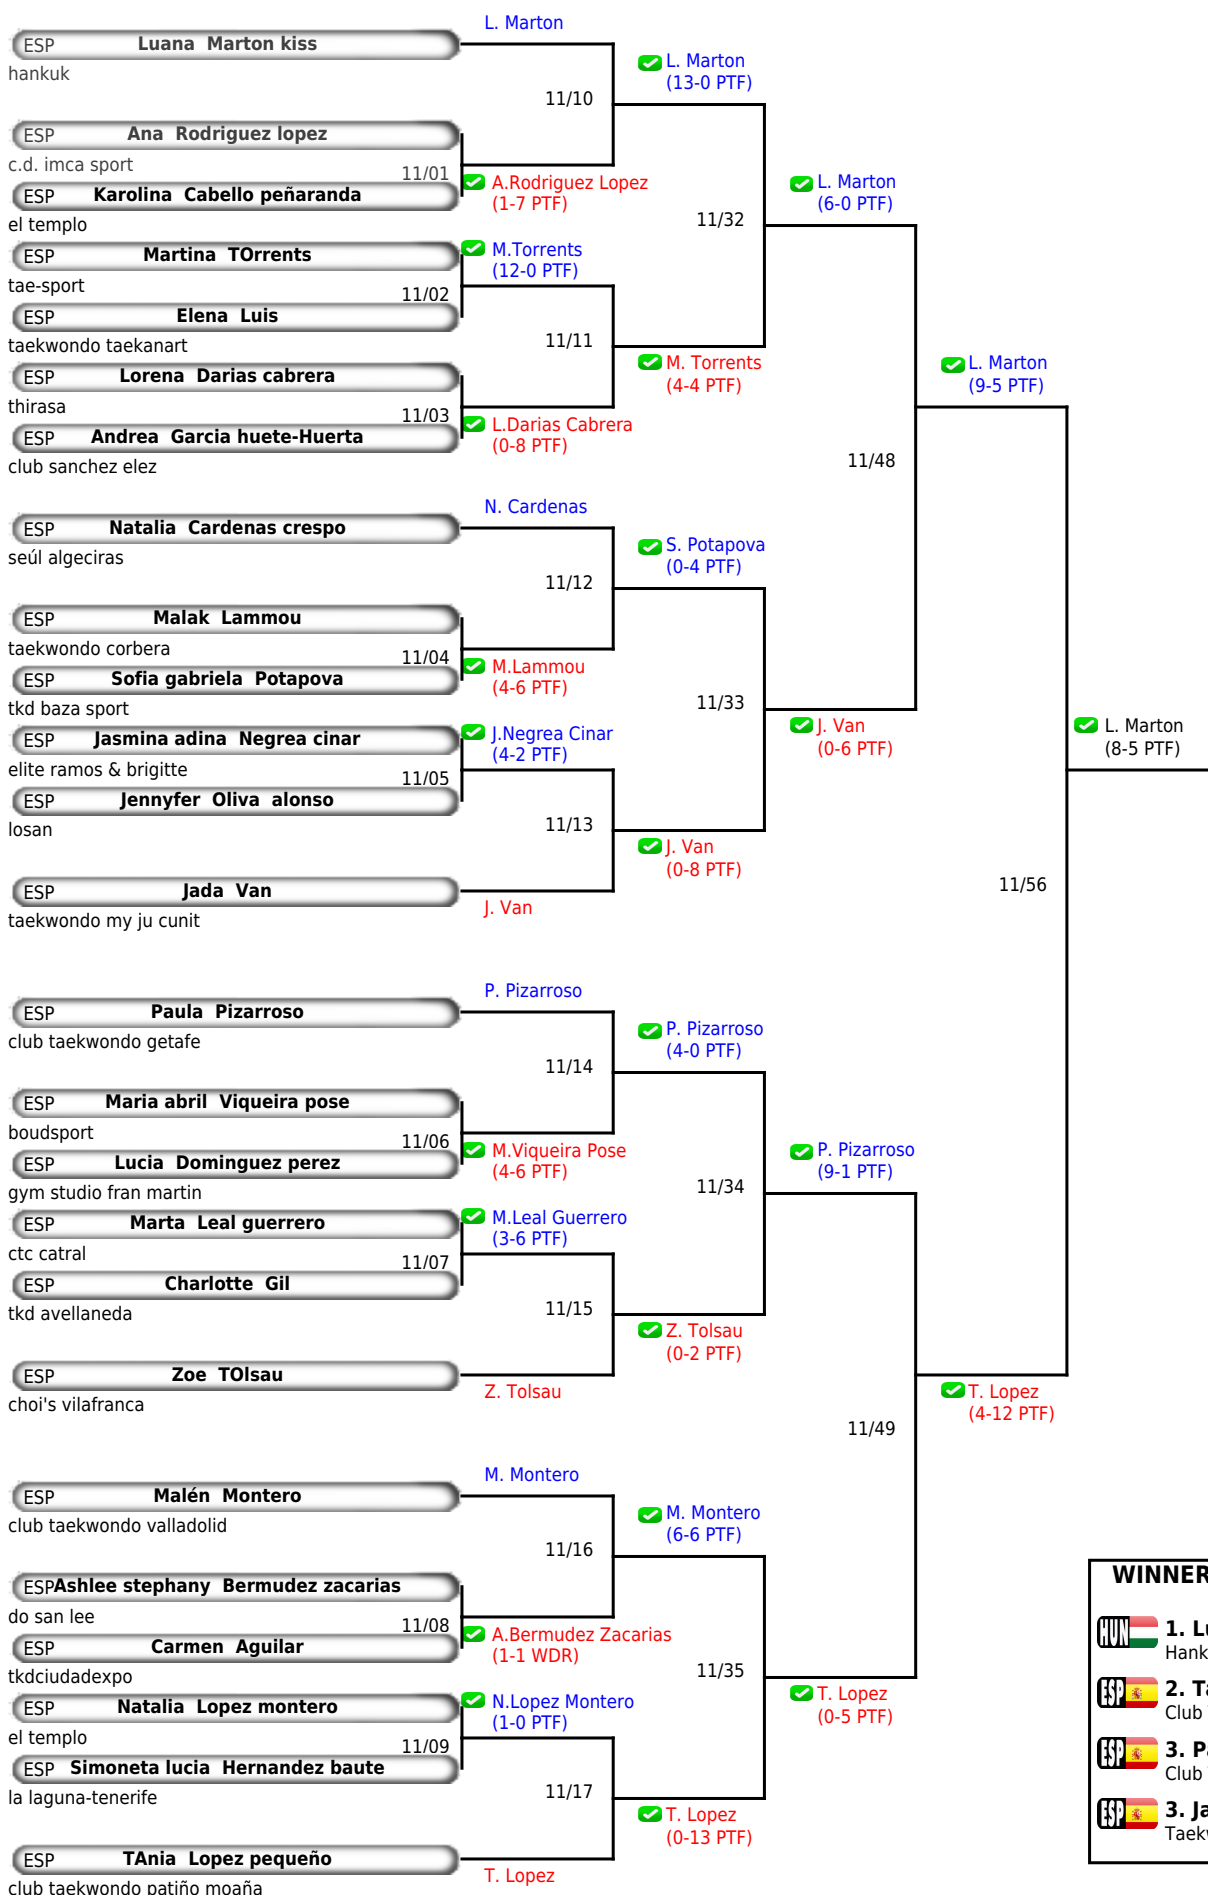 L. Marton
ESP Luana Marton kiss
hankuk
L. Marton
(13-0 PTF)
11/10
ESP Ana Rodriguez lopez
c.d. imca sport
11/01
A.Rodriguez Lopez
(1-7 PTF)
ESP Karolina Cabello peñaranda
el templo
L. Marton
(6-0 PTF)
11/32
ESP Martina TOrrents
tae-sport
M.Torrents
(12-0 PTF)
11/02
ESP Elena Luis
taekwondo taekanart
11/11
M. Torrents
(4-4 PTF)
ESP Lorena Darias cabrera
thirasa
11/03
L.Darias Cabrera
(0-8 PTF)
ESP Andrea Garcia huete-Huerta
club sanchez elez
L. Marton
(9-5 PTF)
11/48
N. Cardenas
ESP Natalia Cardenas crespo
seúl algeciras
S. Potapova
(0-4 PTF)
11/12
ESP Malak Lammou
taekwondo corbera
11/04
M.Lammou
(4-6 PTF)
ESP Sofia gabriela Potapova
tkd baza sport
11/33
J. Van
(0-6 PTF)
ESP Jasmina adina Negrea cinar
elite ramos & brigitte
J.Negrea Cinar
(4-2 PTF)
11/05
ESP Jennyfer Oliva alonso
losan
11/13
J. Van
(0-8 PTF)
ESP Jada Van
taekwondo my ju cunit
J. Van
L. Marton
(8-5 PTF)
11/56
P. Pizarroso
ESP Paula Pizarroso
club taekwondo getafe
P. Pizarroso
(4-0 PTF)
11/14
ESP Maria abril Viqueira pose
boudsport
11/06
M.Viqueira Pose
(4-6 PTF)
ESP Lucia Dominguez perez
gym studio fran martin
P. Pizarroso
(9-1 PTF)
11/34
ESP Marta Leal guerrero
ctc catral
M.Leal Guerrero
(3-6 PTF)
11/07
ESP Charlotte Gil
tkd avellaneda
11/15
Z. Tolsau
(0-2 PTF)
ESP Zoe TOlsau
choi's vilafranca
Z. Tolsau
T. Lopez
(4-12 PTF)
11/49
M. Montero
ESP Malén Montero
club taekwondo valladolid
M. Montero
(6-6 PTF)
11/16
ESP Ashlee stephany Bermudez zacarias
do san lee
11/08
A.Bermudez Zacarias
(1-1 WDR)
ESP Carmen Aguilar
tkdciudadexpo
11/35
T. Lopez
(0-5 PTF)
ESP Natalia Lopez montero
el templo
N.Lopez Montero
(1-0 PTF)
11/09
ESP Simoneta lucia Hernandez baute
la laguna-tenerife
11/17
T. Lopez
(0-13 PTF)
ESP TAnia Lopez pequeño
club taekwondo patiño moaña
T. Lopez
WINNER
HUN 1. Lu
Hank
ESP 2. Ta
Club
ESP 3. Pa
Club
ESP 3. Ja
Taekv